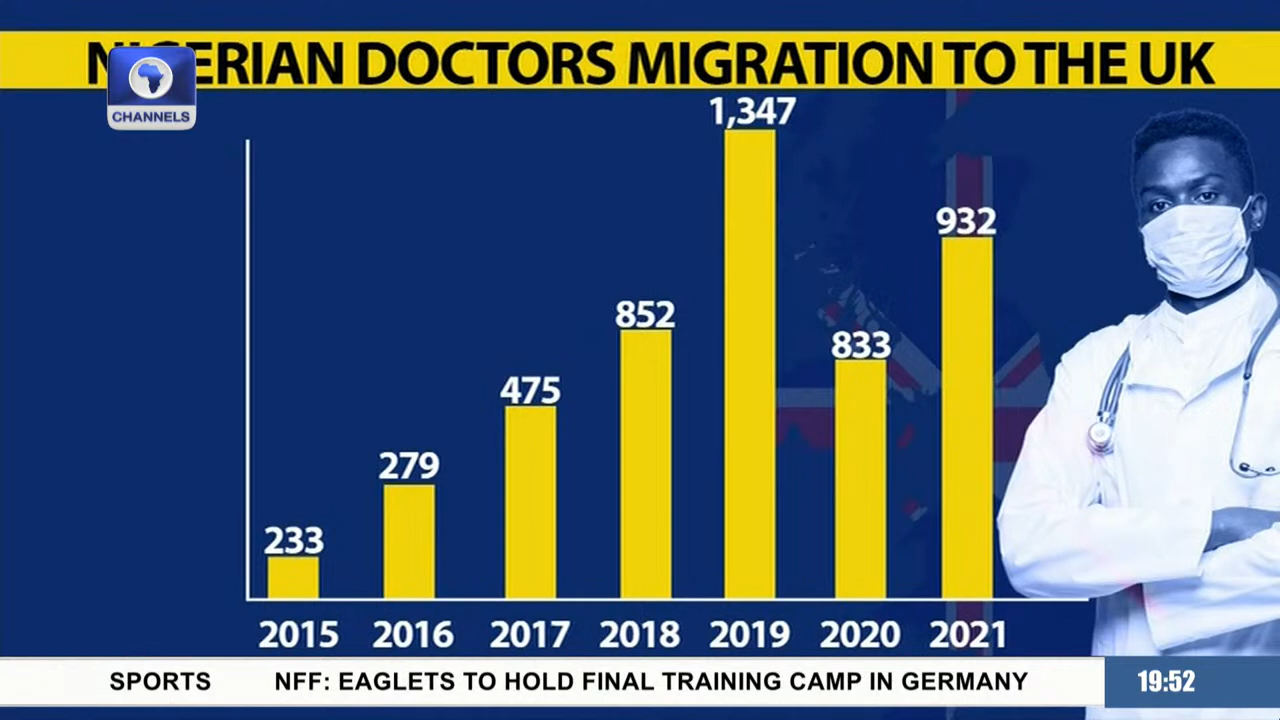 NIGERIAN DOCTORS MIGRATION TO THE UK
CHANNELS
1,347
932
852
833
475
279
233
2015 2016 2017 2018 2019 2020 2021
SPORTS NFF: EAGLETS TO HOLD FINAL TRAINING CAMP IN GERMANY 19:52